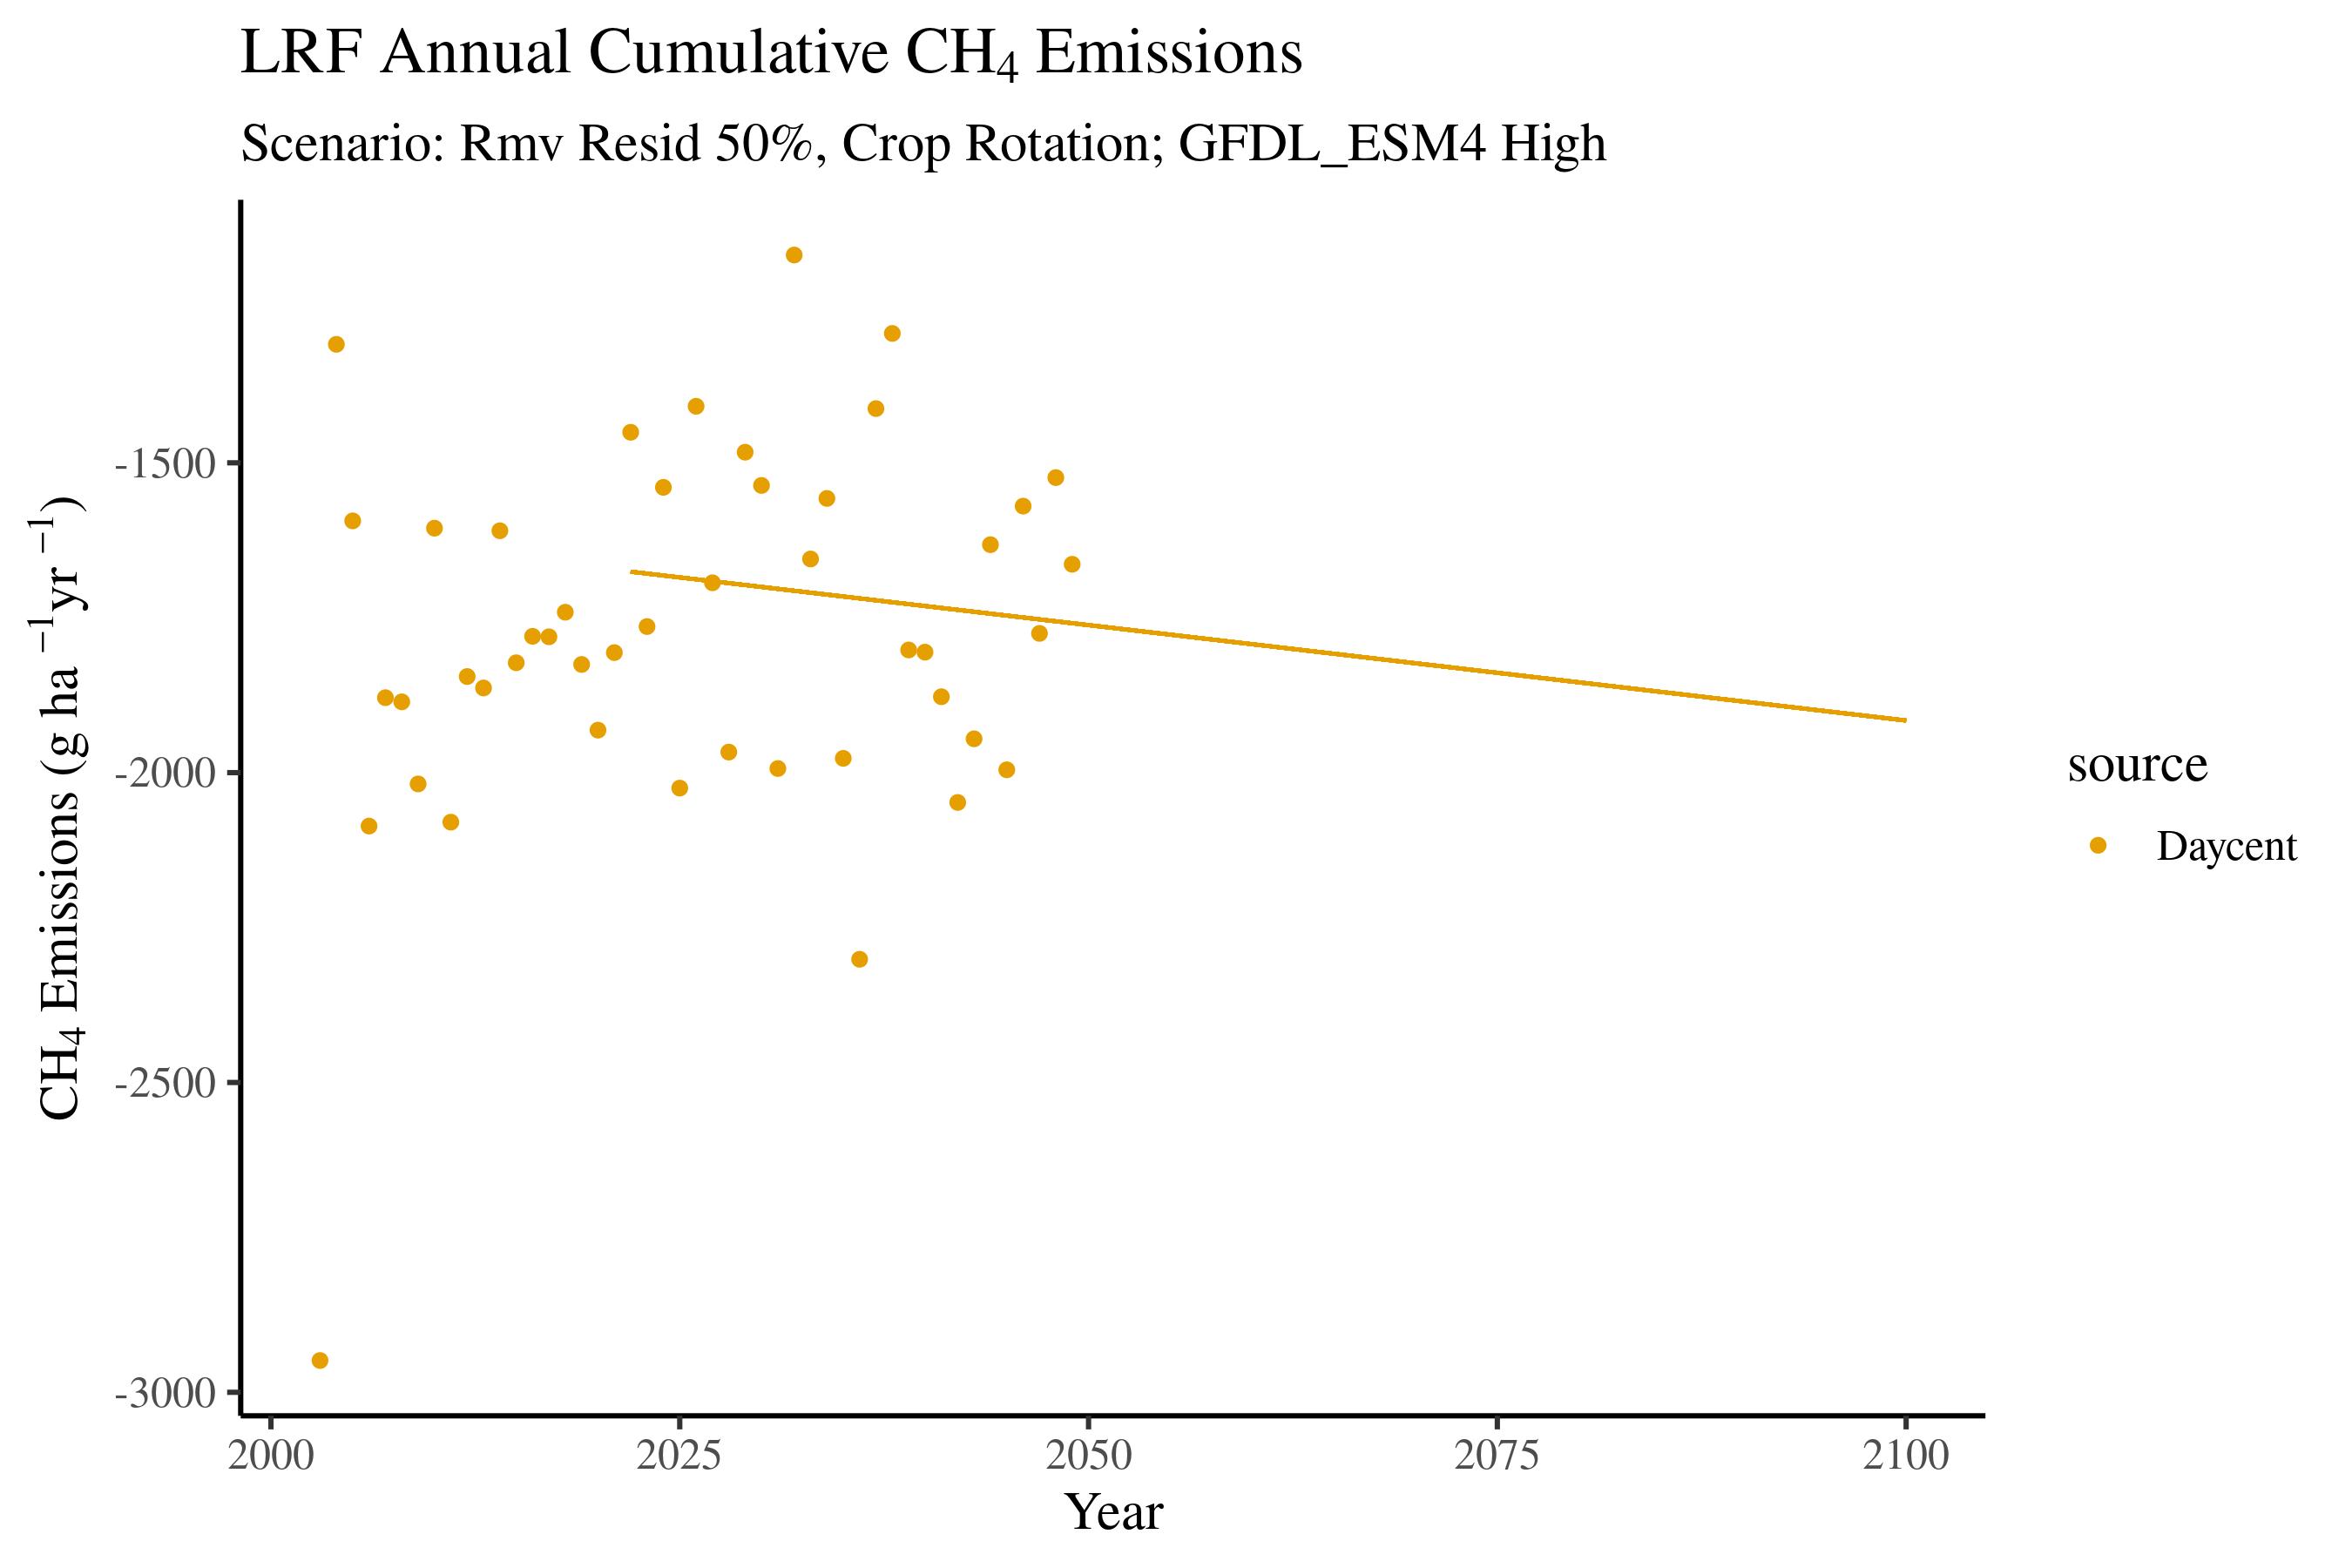 LRF Annual Cumulative CH₄ Emissions
Scenario: Rmv Resid 50%, Crop Rotation; GFDL_ESM4 High
CH₄ Emissions (g ha ⁻¹yr ⁻¹)
-1500
-2000
-2500
-3000
2000 2025 2050 2075 2100
Year
source
Daycent